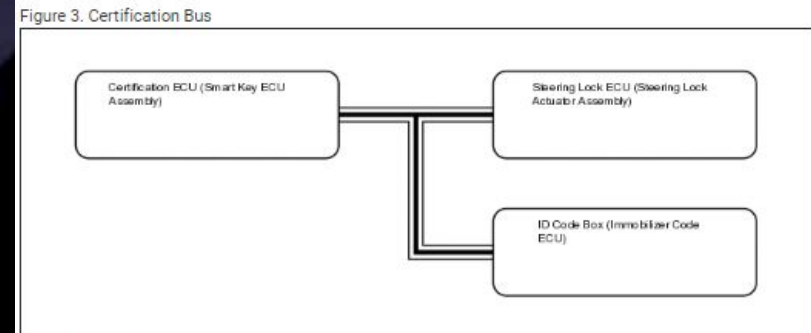 Figure 3. Certification Bus
Certification ECU (Smart Key ECU
Assembly)
Steering Lock ECU (Steering Lock
Actuator Assembly)
ID Code Box (Immobilizer Code
ECU)